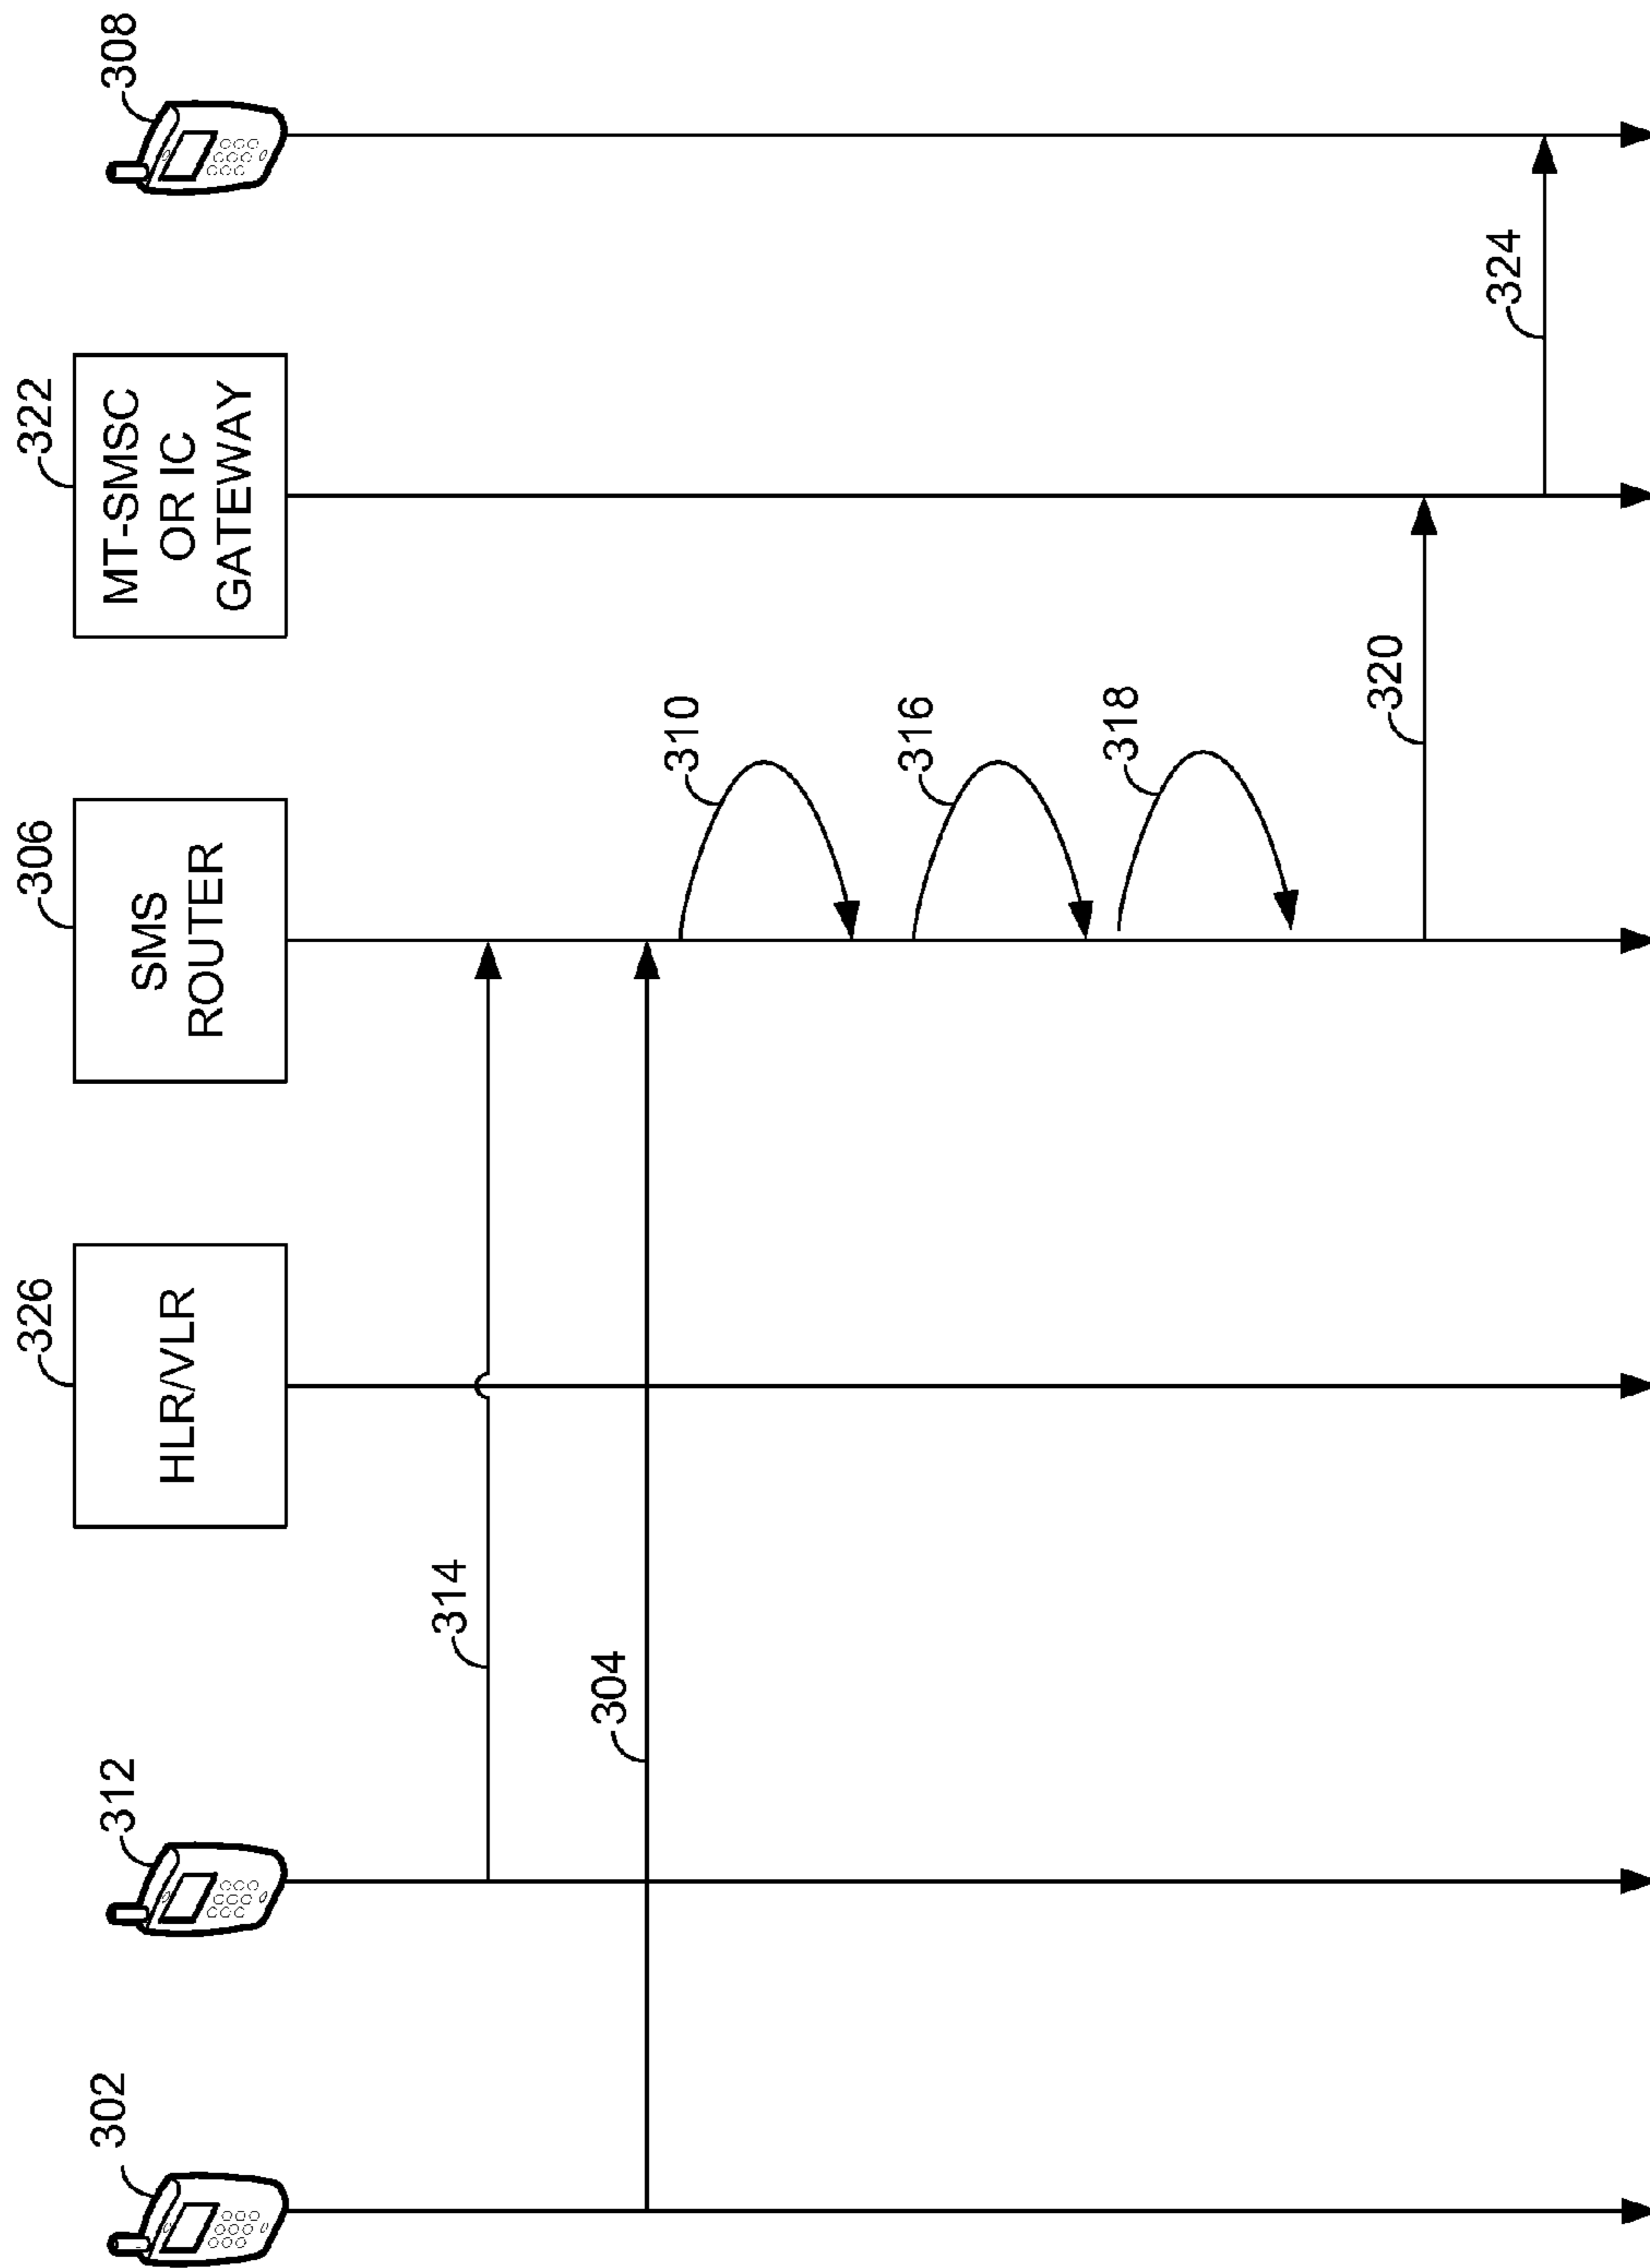 302
312
326
306
322
308
HLR/VLR
SMS
ROUTER
MT-SMSC
OR IC
GATEWAY
314
304
310
316
318
320
324